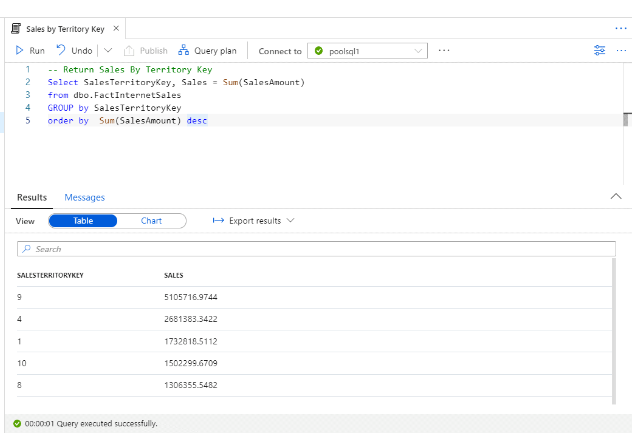 Sales by Territory Key ×
Run Undo Publish Query plan Connect to poolsql1
1 -- Return Sales By Territory Key
2 Select SalesTerritoryKey, Sales = Sum(SalesAmount)
3 from dbo.FactInternetSales
4 GROUP by SalesTerritoryKey
5 order by  Sum(SalesAmount) desc
Results Messages
View Table Chart Export results
Search
SALESTERRITORYKEY SALES
9 5105716.9744
4 2681383.3422
1 1732818.5112
10 1502299.6709
8 1306355.5482
00:00:01 Query executed successfully.